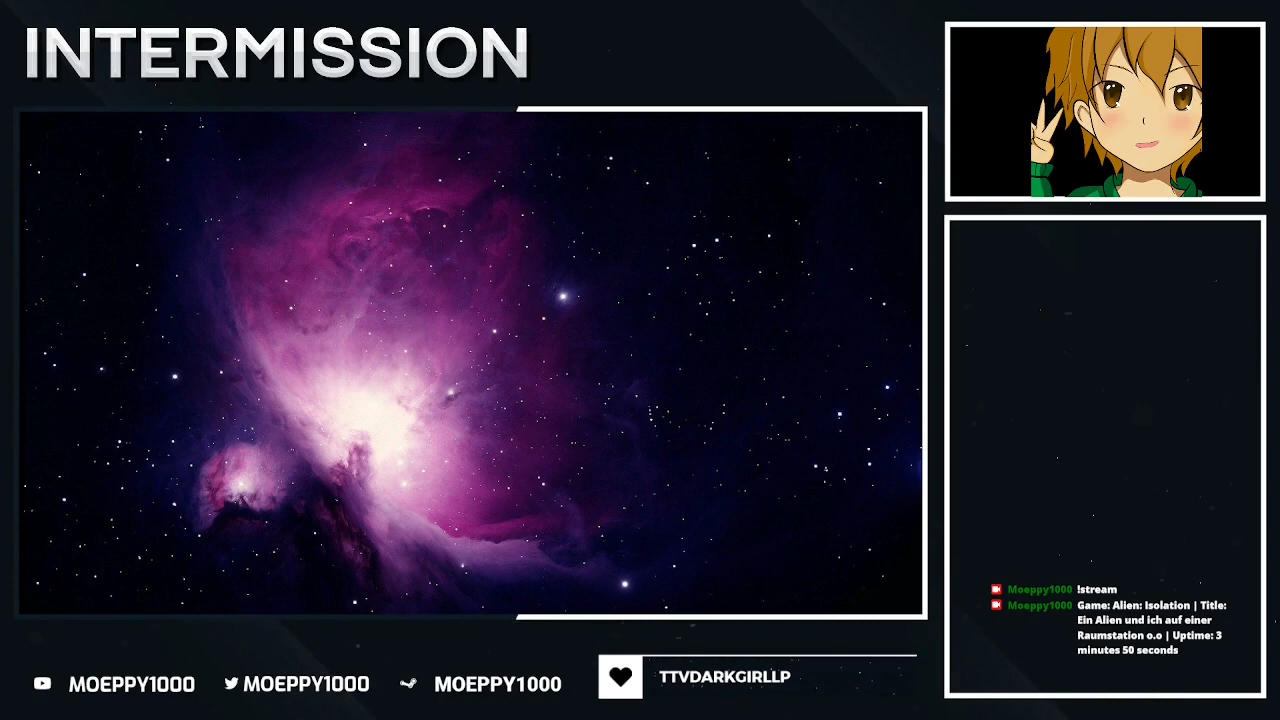 INTERMISSION
Moeppy1000 !stream
Moeppy1000 Game: Alien: Isolation | Title:
Ein Alien und ich auf einer
Raumstation o.o | Uptime: 3
minutes 50 seconds
MOEPPY1000 MOEPPY1000 MOEPPY1000 TTVDARKGIRLLP